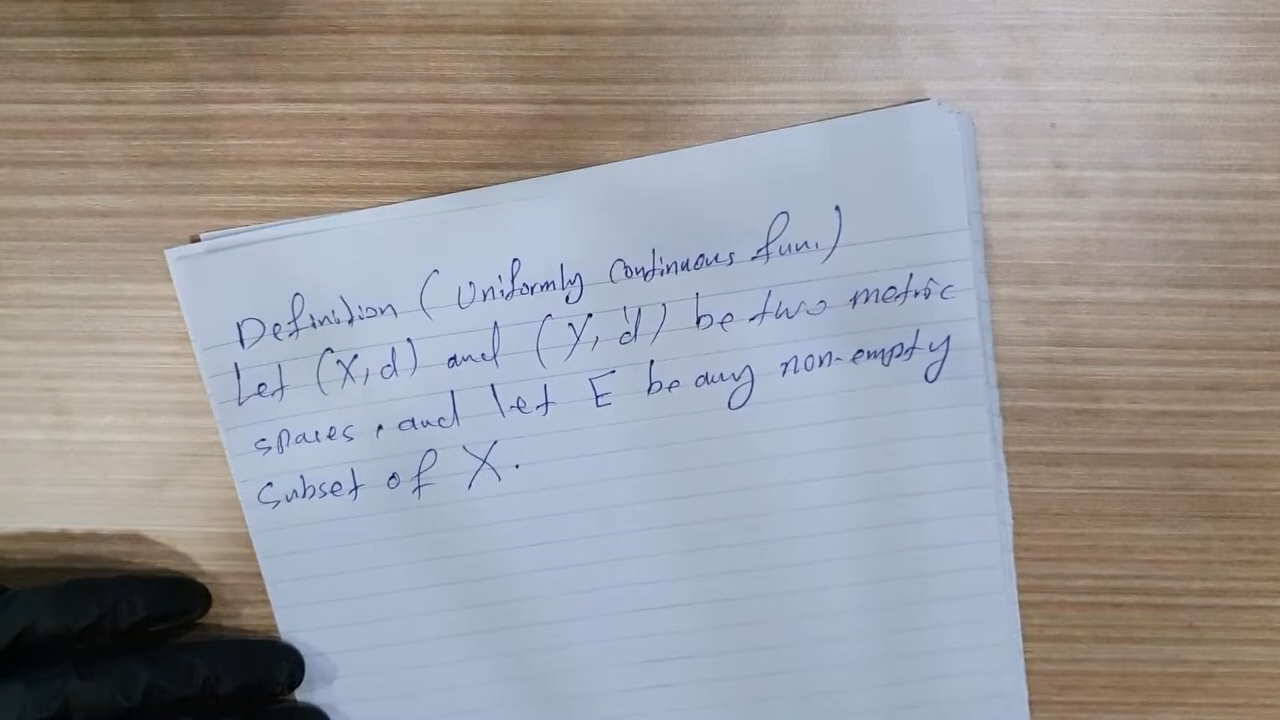 Definition (Uniformly Continuous fun.)
Let (X,d) and (Y,d') be two metric
spaces, and let E be any non-empty
subset of X.